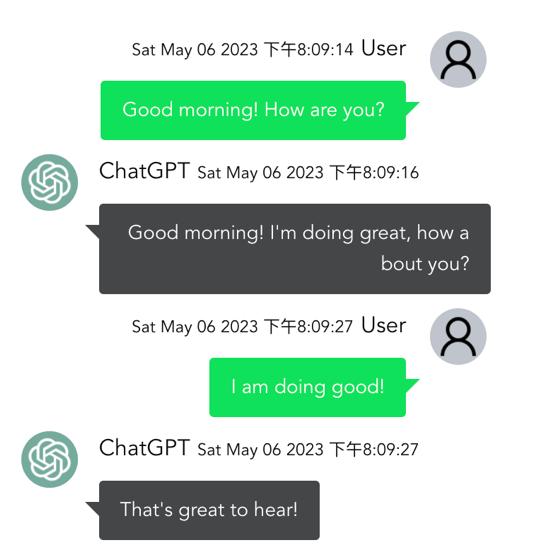 Sat May 06 2023 下午8:09:14 User
Good morning! How are you?
ChatGPT Sat May 06 2023 下午8:09:16
Good morning! I'm doing great, how a
bout you?
Sat May 06 2023 下午8:09:27 User
I am doing good!
ChatGPT Sat May 06 2023 下午8:09:27
That's great to hear!